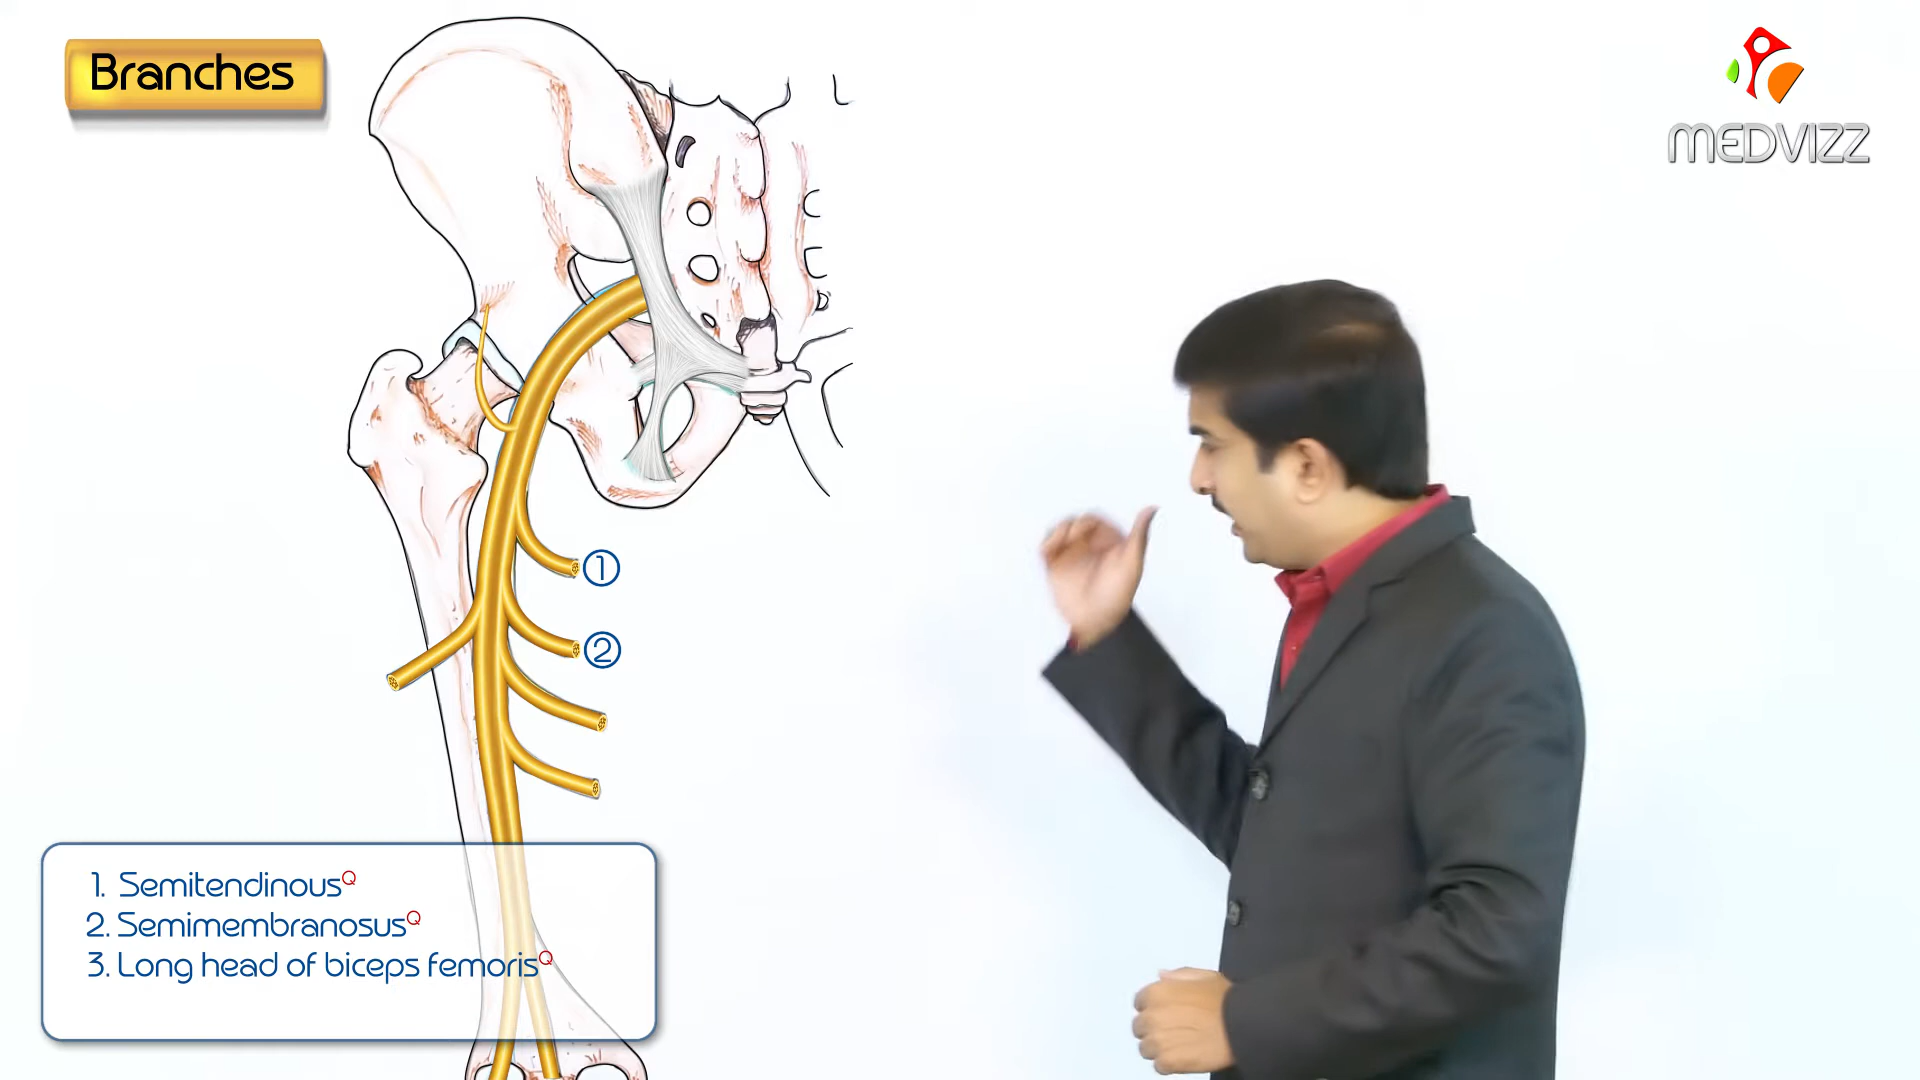 Branches
MEDVIZZ
①
②
1. Semitendinous^Q
2. Semimembranosus^Q
3. Long head of biceps femoris^Q